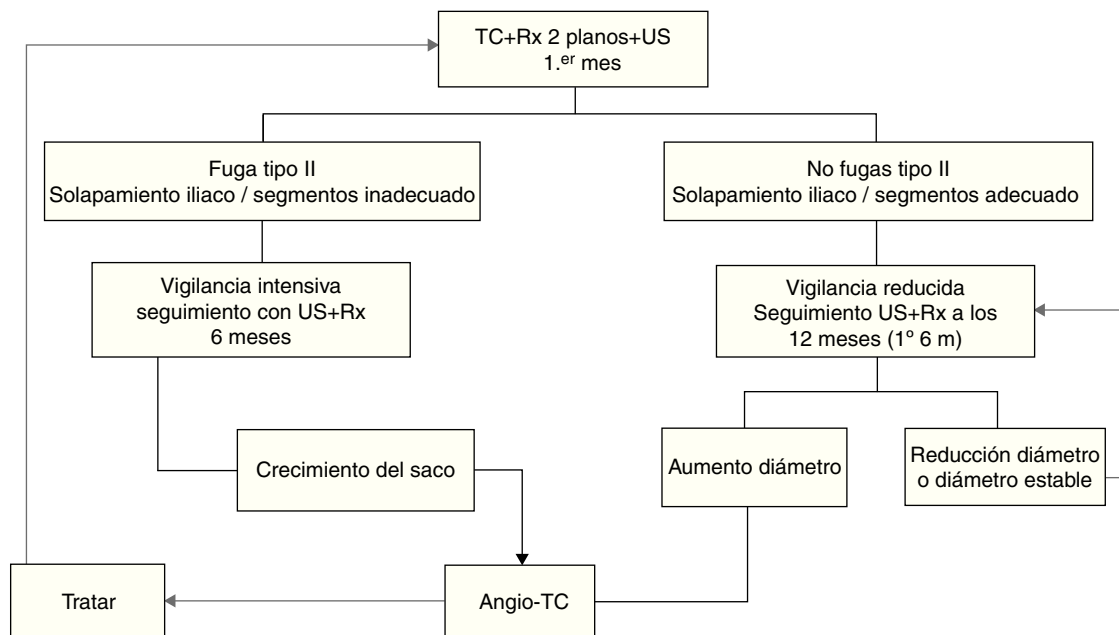 TC+Rx 2 planos+US
1.er mes
Fuga tipo II
Solapamiento iliaco / segmentos inadecuado
No fugas tipo II
Solapamiento iliaco / segmentos adecuado
Vigilancia intensiva
seguimiento con US+Rx
6 meses
Vigilancia reducida
Seguimiento US+Rx a los
12 meses (1º 6 m)
Crecimiento del saco
Aumento diámetro
Reducción diámetro
o diámetro estable
Tratar
Angio-TC